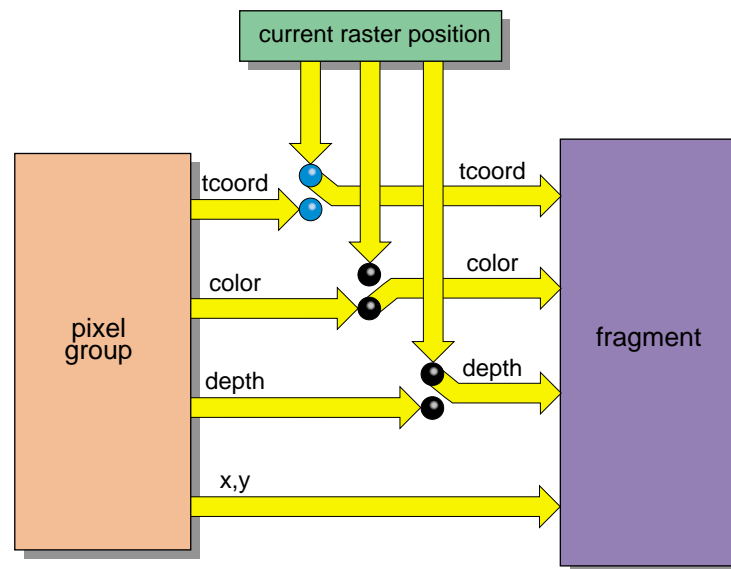 current raster position
tcoord
tcoord
color
color
pixel
group
fragment
depth
depth
x,y